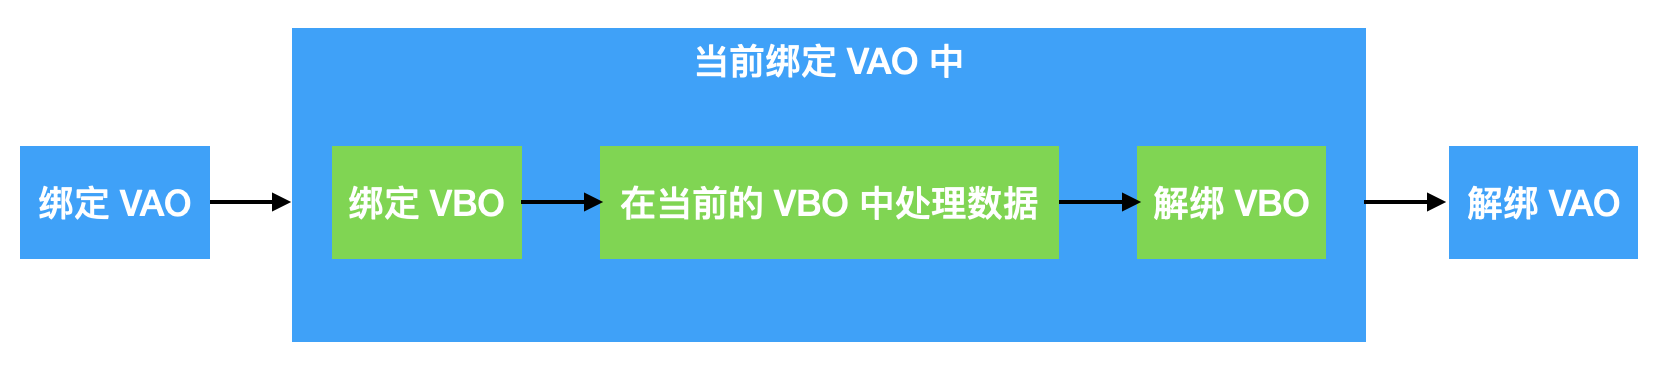 当前绑定 VAO 中
绑定 VAO
绑定 VBO
在当前的 VBO 中处理数据
解绑 VBO
解绑 VAO